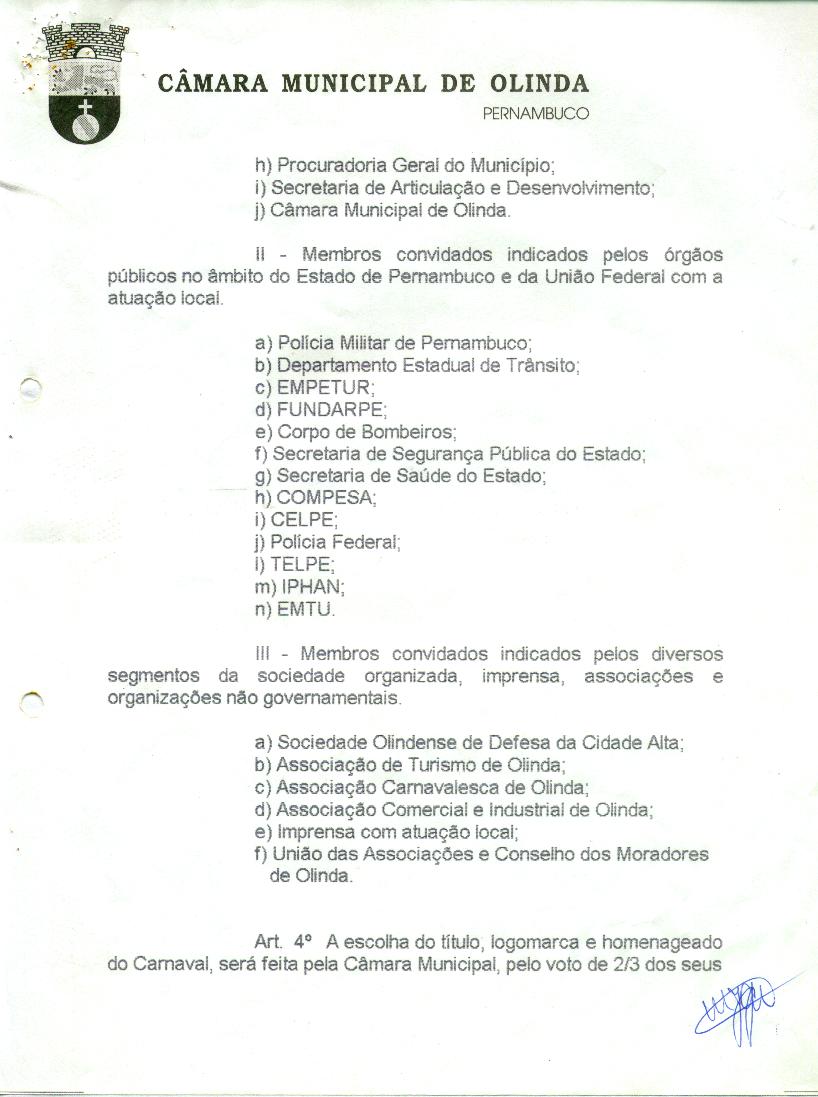 CÂMARA MUNICIPAL DE OLINDA
PERNAMBUCO
h) Procuradoria Geral do Município;
i) Secretaria de Articulação e Desenvolvimento;
j) Câmara Municipal de Olinda.
II - Membros convidados indicados pelos órgãos
públicos no âmbito do Estado de Pernambuco e da União Federal com a
atuação local.
a) Polícia Militar de Pernambuco;
b) Departamento Estadual de Trânsito;
c) EMPETUR;
d) FUNDARPE;
e) Corpo de Bombeiros;
f) Secretaria de Segurança Pública do Estado;
g) Secretaria de Saúde do Estado;
h) COMPESA;
i) CELPE;
j) Polícia Federal;
l) TELPE;
m) IPHAN;
n) EMTU.
III - Membros convidados indicados pelos diversos
segmentos da sociedade organizada, imprensa, associações e
organizações não governamentais.
a) Sociedade Olindense de Defesa da Cidade Alta;
b) Associação de Turismo de Olinda;
c) Associação Carnavalesca de Olinda;
d) Associação Comercial e Industrial de Olinda;
e) Imprensa com atuação local;
f) União das Associações e Conselho dos Moradores
de Olinda.
Art. 4º A escolha do título, logomarca e homenageado
do Carnaval, será feita pela Câmara Municipal, pelo voto de 2/3 dos seus